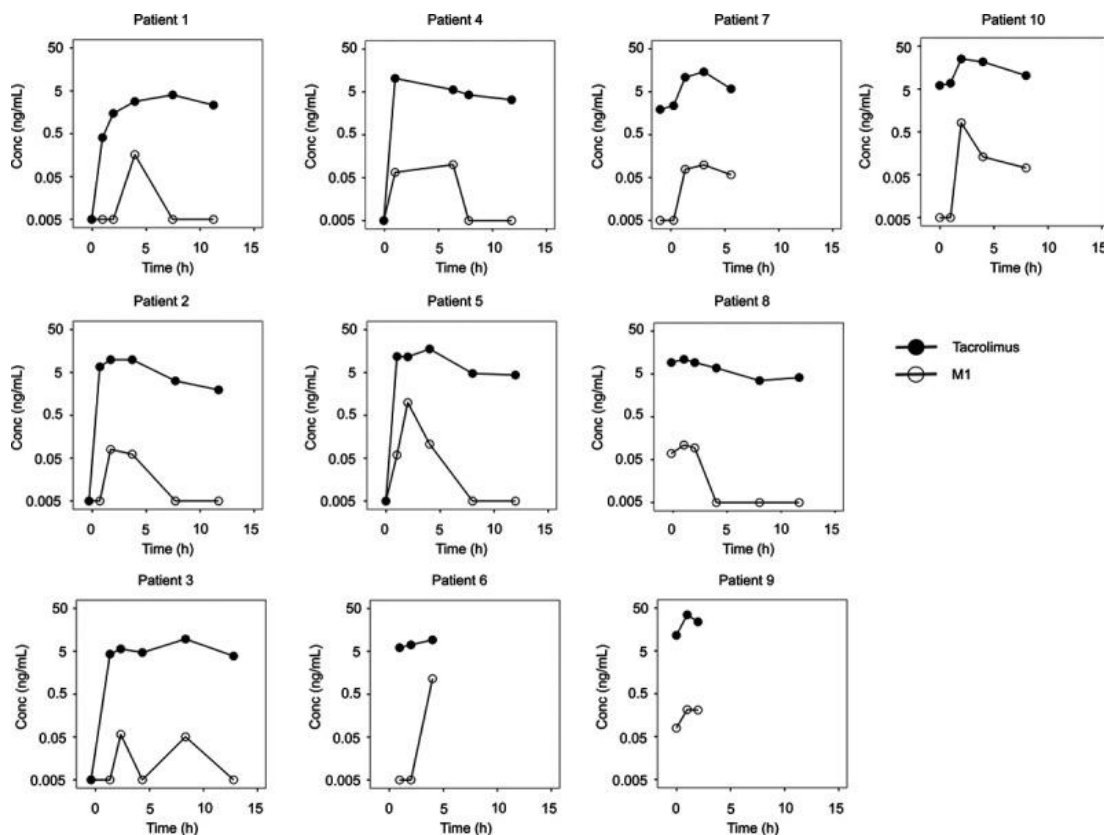 Patient 1
50
5
0.5
0.05
0.005
Conc (ng/mL)
0 5 10 15
Time (h)
Patient 4
50
5
0.5
0.05
0.005
Conc (ng/mL)
0 5 10 15
Time (h)
Patient 7
50
5
0.5
0.05
0.005
Conc (ng/mL)
0 5 10 15
Time (h)
Patient 10
50
5
0.5
0.05
0.005
Conc (ng/mL)
0 5 10 15
Time (h)
Patient 2
50
5
0.5
0.05
0.005
Conc (ng/mL)
0 5 10 15
Time (h)
Patient 5
50
5
0.5
0.05
0.005
Conc (ng/mL)
0 5 10 15
Time (h)
Patient 8
50
5
0.5
0.05
0.005
Conc (ng/mL)
0 5 10 15
Time (h)
Tacrolimus
M1
Patient 3
50
5
0.5
0.05
0.005
Conc (ng/mL)
0 5 10 15
Time (h)
Patient 6
50
5
0.5
0.05
0.005
Conc (ng/mL)
0 5 10 15
Time (h)
Patient 9
50
5
0.5
0.05
0.005
Conc (ng/mL)
0 5 10 15
Time (h)